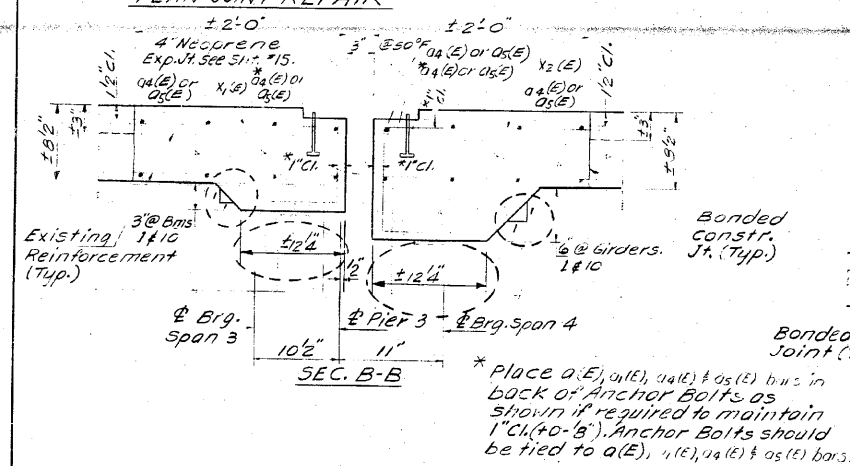 PLAN JOINT REPAIR
±2'-0"
±2'-0"
4" Neoprene
Exp. Jt. See Sht. #15.
3" @ 50°F
a4(E) or a5(E)
*a4(E) or a5(E)
a4(E) or
a5(E)
x1(E)
*
a4(E) or
a5(E)
x2(E)
a4(E) or
a5(E)
1½" Cl.
1½" Cl.
±8½"
±3"
*1" Cl.
*1" Cl.
*1" Cl.
±3"
±8½"
Existing
Reinforcement
(Typ.)
3" @ Bms
1 & 10
±12¼"
½"
±12¼"
6" @ Girders.
1 & 10
Bonded
Constr.
Jt. (Typ.)
℄ Brg.
Span 3
℄ Pier 3
℄ Brg. Span 4
10½"
11"
SEC. B-B
Bonded
Joint (
* Place a(E), a1(E), a4(E) & a5(E) bars in
back of Anchor Bolts as
shown if required to maintain
1" Cl. (+0-⅛"). Anchor Bolts should
be tied to a(E), a1(E), a4(E) & a5(E) bars.